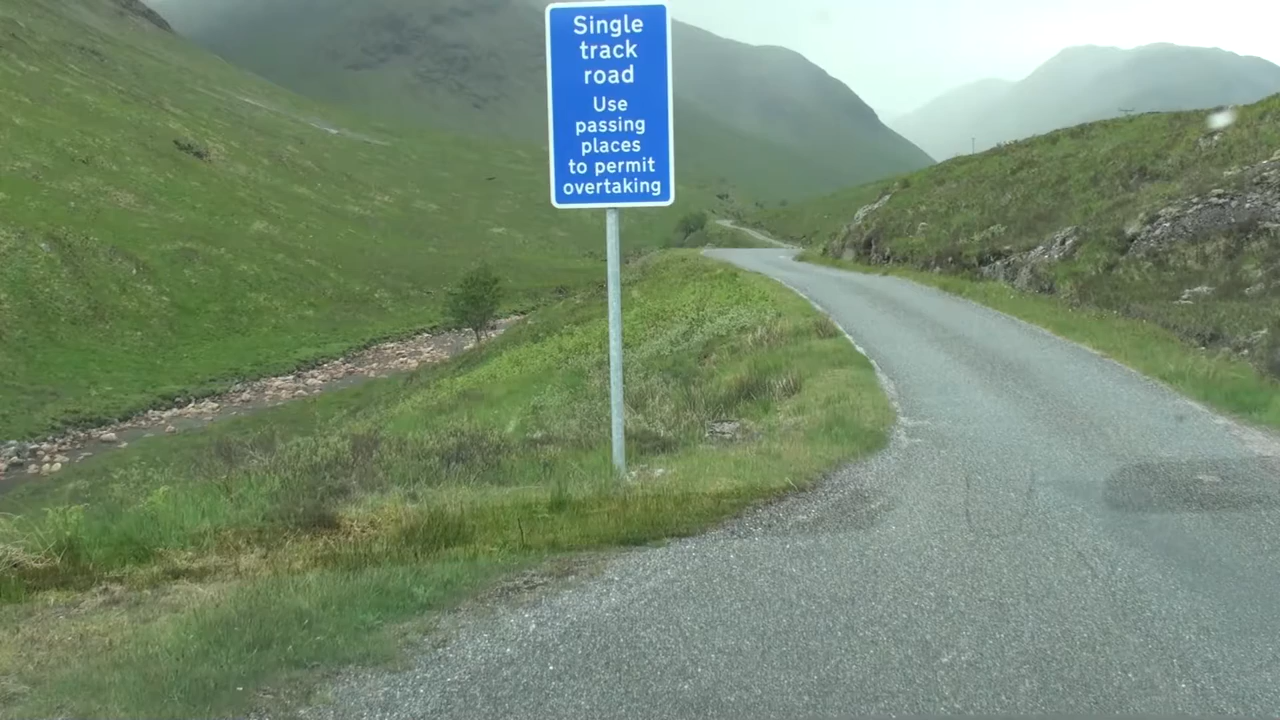 Single
track
road
Use
passing
places
to permit
overtaking